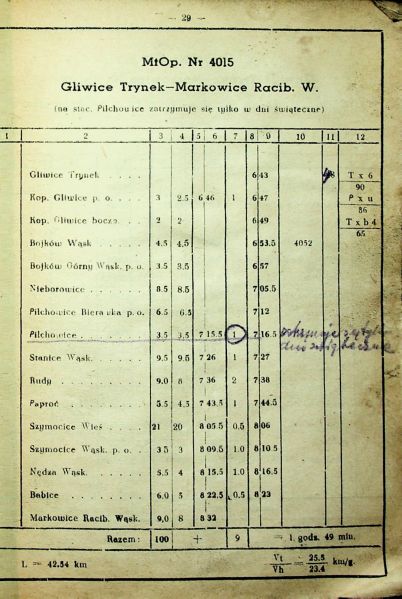 — 29 —
MtOp. Nr 4015
Gliwice Trynek—Markowice Racib. W.
(na stac. Pilchowice zatrzymuje się tylko w dni świąteczne)
1 2 3 4 5 6 7 8 9 10 11 12
Gliwice Trynek . . . . 6 43 48 T x 6
90
Kop. Gliwice p. o. . . . 3 2.5 6 46 1 6 47 P x u
86
Kop. Gliwice boczn. . . 2 2 6 49 T x b4
65
Bojków Wąsk . . . . 4.5 4,5 6 53.5 4052
Bojków Górny Wąsk. p. o. 3.5 3.5 6 57
Nieborowice . . . . 8.5 8.5 7 05.5
Pilchowice Bierawka p. o. 6.5 6.5 7 12
Pilchowice . . . . 3.5 3.5 7 15.5 1 7 16.5
Stanice Wąsk. . . . . 9.5 9.5 7 26 1 7 27
Rudy . . . . 9.0 8 7 36 2 7 38
Paproć . . . . 5.5 4.5 7 43.5 1 7 44.5
Szymocice Wieś . . . . 21 20 8 05.5 0.5 8 06
Szymocice Wąsk. p. o. . 3.5 3 8 09.5 1.0 8 10.5
Nędza Wąsk. . . . . 5.5 4 8 15.5 1.0 8 16.5
Babice . . . . 6.0 5 8 22.5 0.5 8 23
Markowice Racib. Wąsk. 9.0 8 8 32
Razem: 100 + 9 = 1. godz. 49 min.
L = 42.54 km Vt/Vh = 25.5/23.4 km/g.